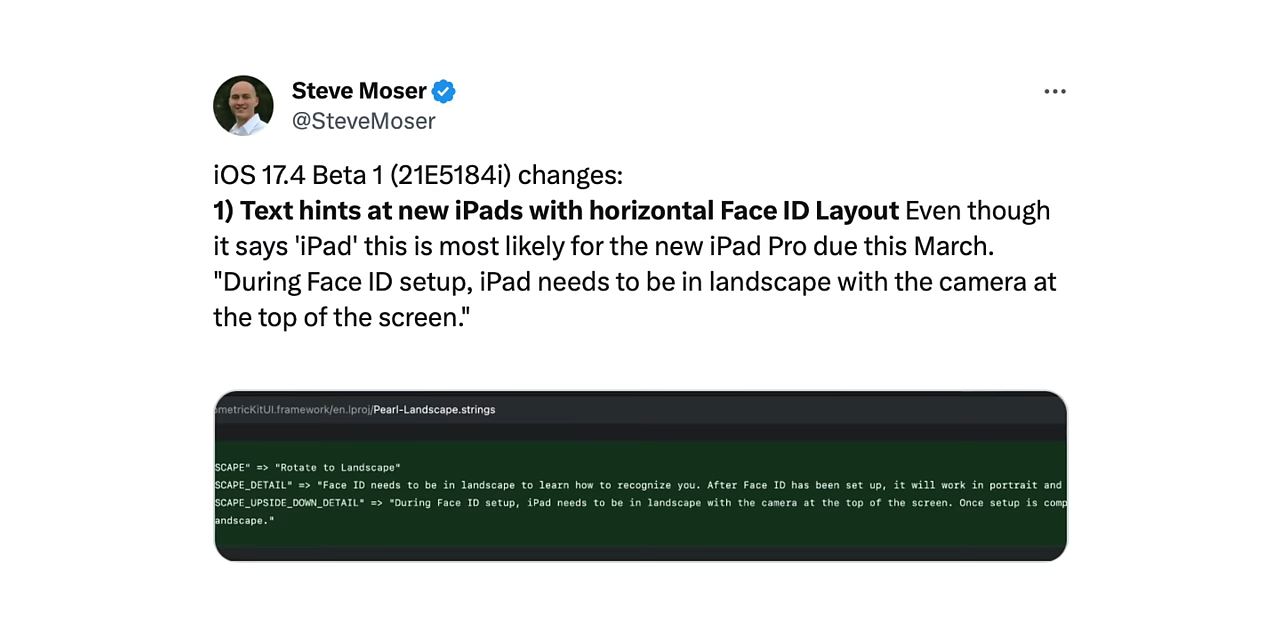 Steve Moser
@SteveMoser
iOS 17.4 Beta 1 (21E5184i) changes:
1) Text hints at new iPads with horizontal Face ID Layout Even though
it says 'iPad' this is most likely for the new iPad Pro due this March.
"During Face ID setup, iPad needs to be in landscape with the camera at
the top of the screen."
ometricKitUI.framework/en.lproj/Pearl-Landscape.strings
SCAPE" => "Rotate to Landscape"
SCAPE_DETAIL" => "Face ID needs to be in landscape to learn how to recognize you. After Face ID has been set up, it will work in portrait and
SCAPE_UPSIDE_DOWN_DETAIL" => "During Face ID setup, iPad needs to be in landscape with the camera at the top of the screen. Once setup is comp
andscape."